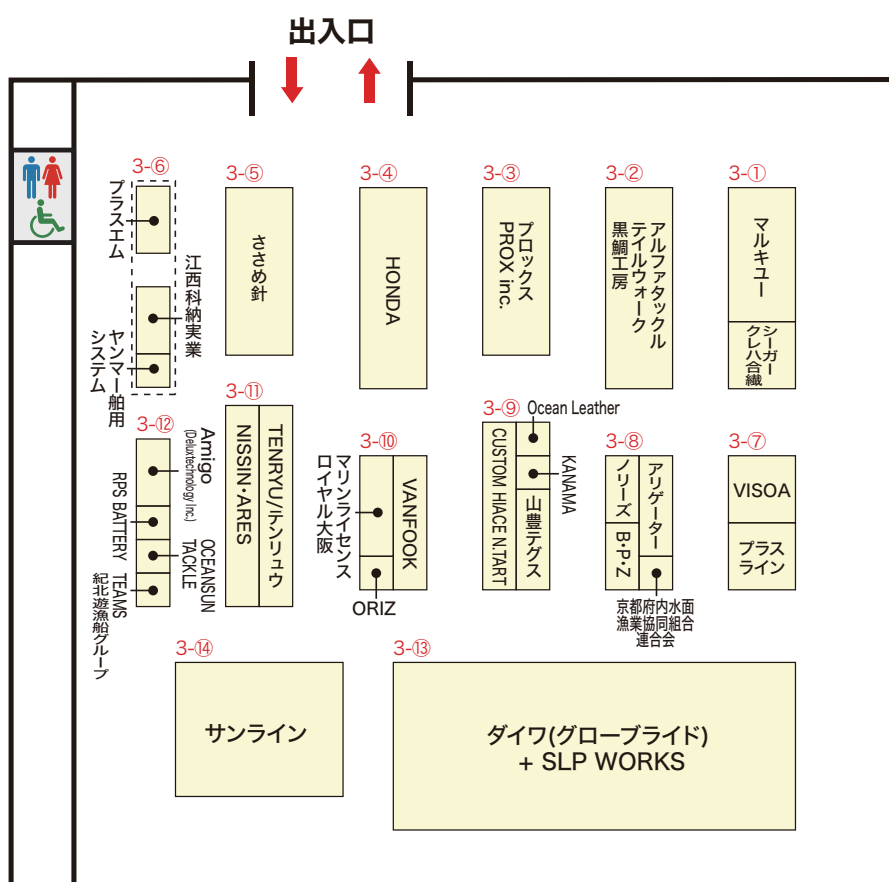 出入口
3-⑥
プラスエム
江西科納実業
ヤンマー舶用
システム
3-⑤
ささめ針
3-④
HONDA
3-③
プロックス
PROX inc.
3-②
アルファタックル
テイルウォーク
黒鯛工房
3-①
マルキユー
シーガー
クレハ合繊
3-⑫
Amigo
(Deluxtechnology Inc.)
RPS BATTERY
OCEANSUN
TACKLE
TEAMS
紀北遊漁船グループ
3-⑪
TENRYU/テンリュウ
NISSIN・ARES
3-⑩
マリンライセンス
ロイヤル大阪
VANFOOK
ORIZ
3-⑨
Ocean Leather
KANAMA
CUSTOM HIACE N.TART
山豊テグス
3-⑧
ノリーズ
アリゲーター
B・P・Z
京都府内水面
漁業協同組合
連合会
3-⑦
VISOA
プラス
ライン
3-⑭
サンライン
3-⑬
ダイワ(グローブライド)
+ SLP WORKS